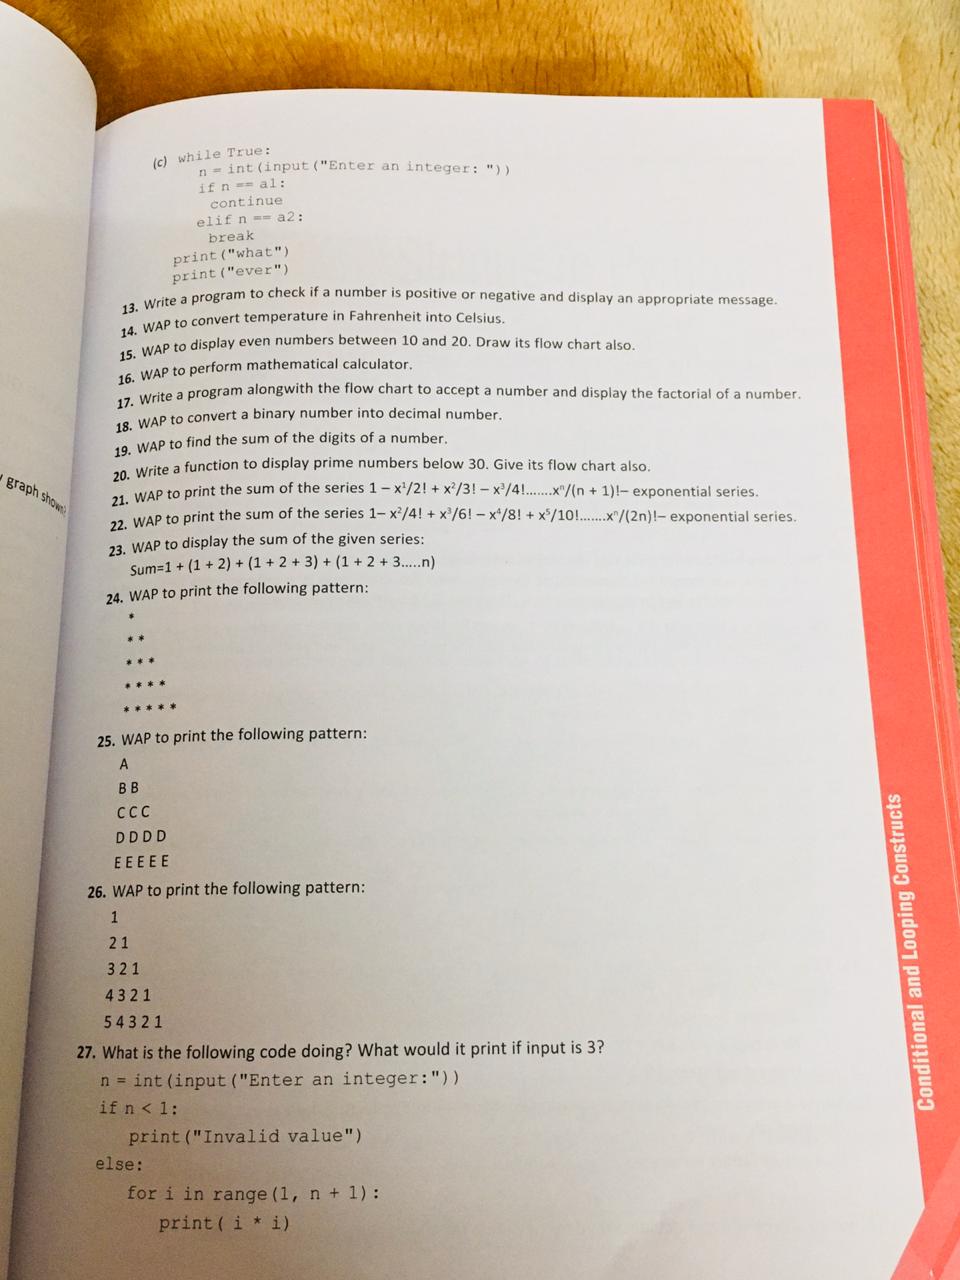 (c) while True:
n = int(input("Enter an integer: "))
if n == a1:
continue
elif n == a2:
break
print("what")
print("ever")
13. Write a program to check if a number is positive or negative and display an appropriate message.
14. WAP to convert temperature in Fahrenheit into Celsius.
15. WAP to display even numbers between 10 and 20. Draw its flow chart also.
16. WAP to perform mathematical calculator.
17. Write a program alongwith the flow chart to accept a number and display the factorial of a number.
18. WAP to convert a binary number into decimal number.
19. WAP to find the sum of the digits of a number.
20. Write a function to display prime numbers below 30. Give its flow chart also.
21. WAP to print the sum of the series 1 – x¹/2! + x²/3! – x³/4!.......xⁿ/(n + 1)!– exponential series.
22. WAP to print the sum of the series 1– x²/4! + x³/6! – x⁴/8! + x⁵/10!.......xⁿ/(2n)!– exponential series.
23. WAP to display the sum of the given series:
Sum=1 + (1 + 2) + (1 + 2 + 3) + (1 + 2 + 3.....n)
24. WAP to print the following pattern:
*
* *
* * *
* * * *
* * * * *
25. WAP to print the following pattern:
A
B B
C C C
D D D D
E E E E E
26. WAP to print the following pattern:
1
2 1
3 2 1
4 3 2 1
5 4 3 2 1
27. What is the following code doing? What would it print if input is 3?
n = int(input("Enter an integer:"))
if n < 1:
print("Invalid value")
else:
for i in range(1, n + 1):
print( i * i)
graph shown?
Conditional and Looping Constructs